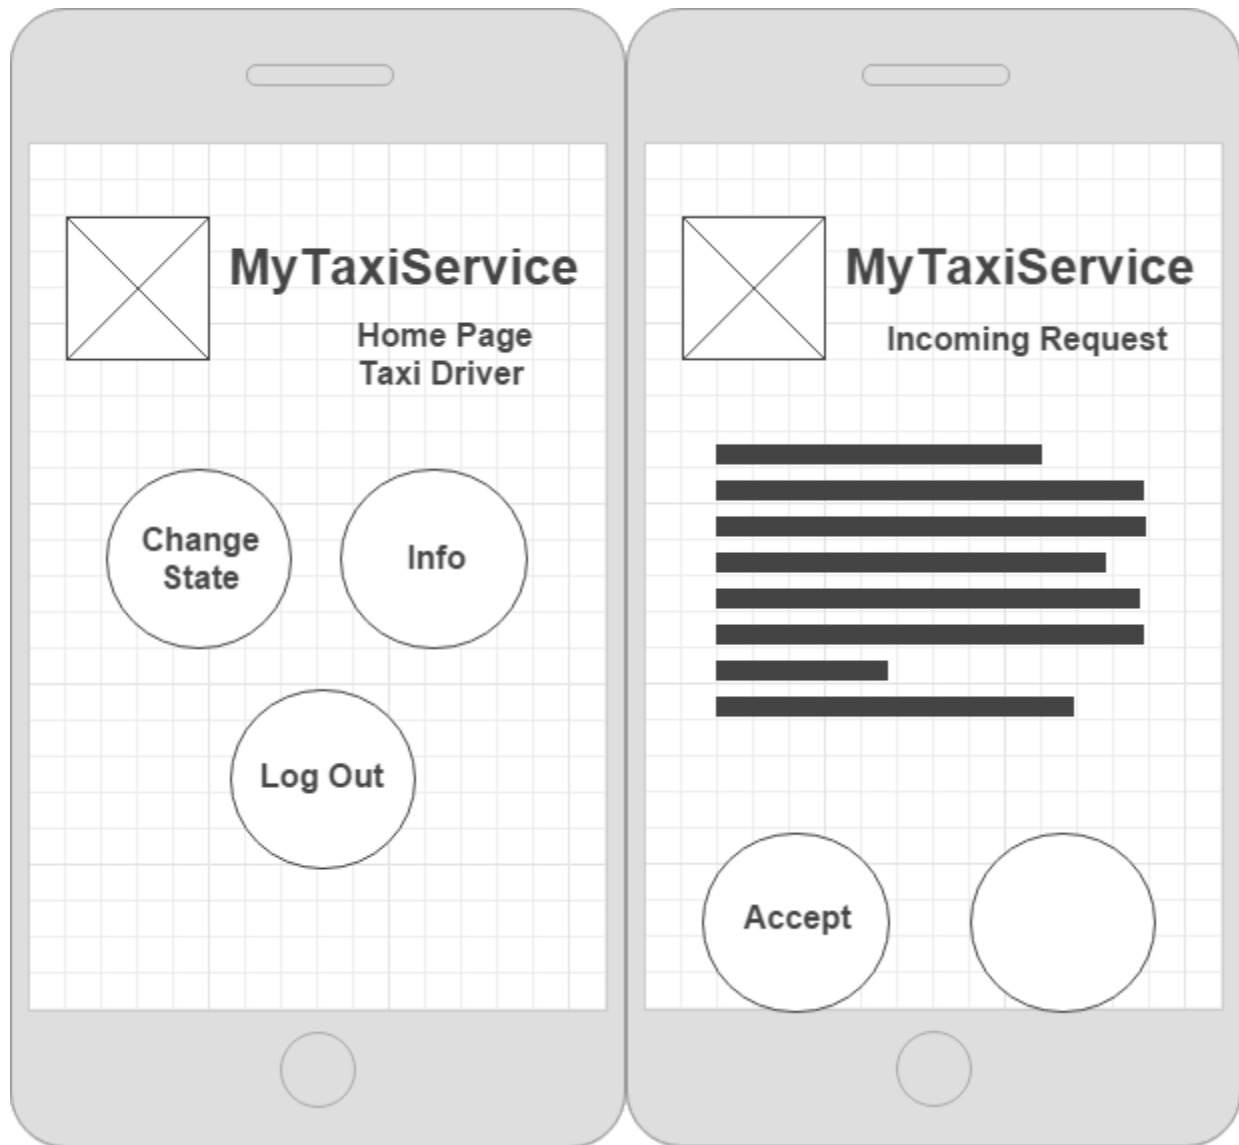 MyTaxiService
Home Page
Taxi Driver
Change
State
Info
Log Out
MyTaxiService
Incoming Request
Accept